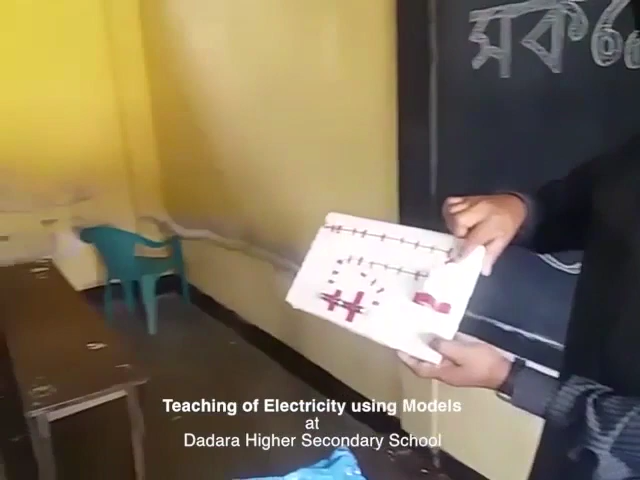 Teaching of Electricity using Models
at
Dadara Higher Secondary School